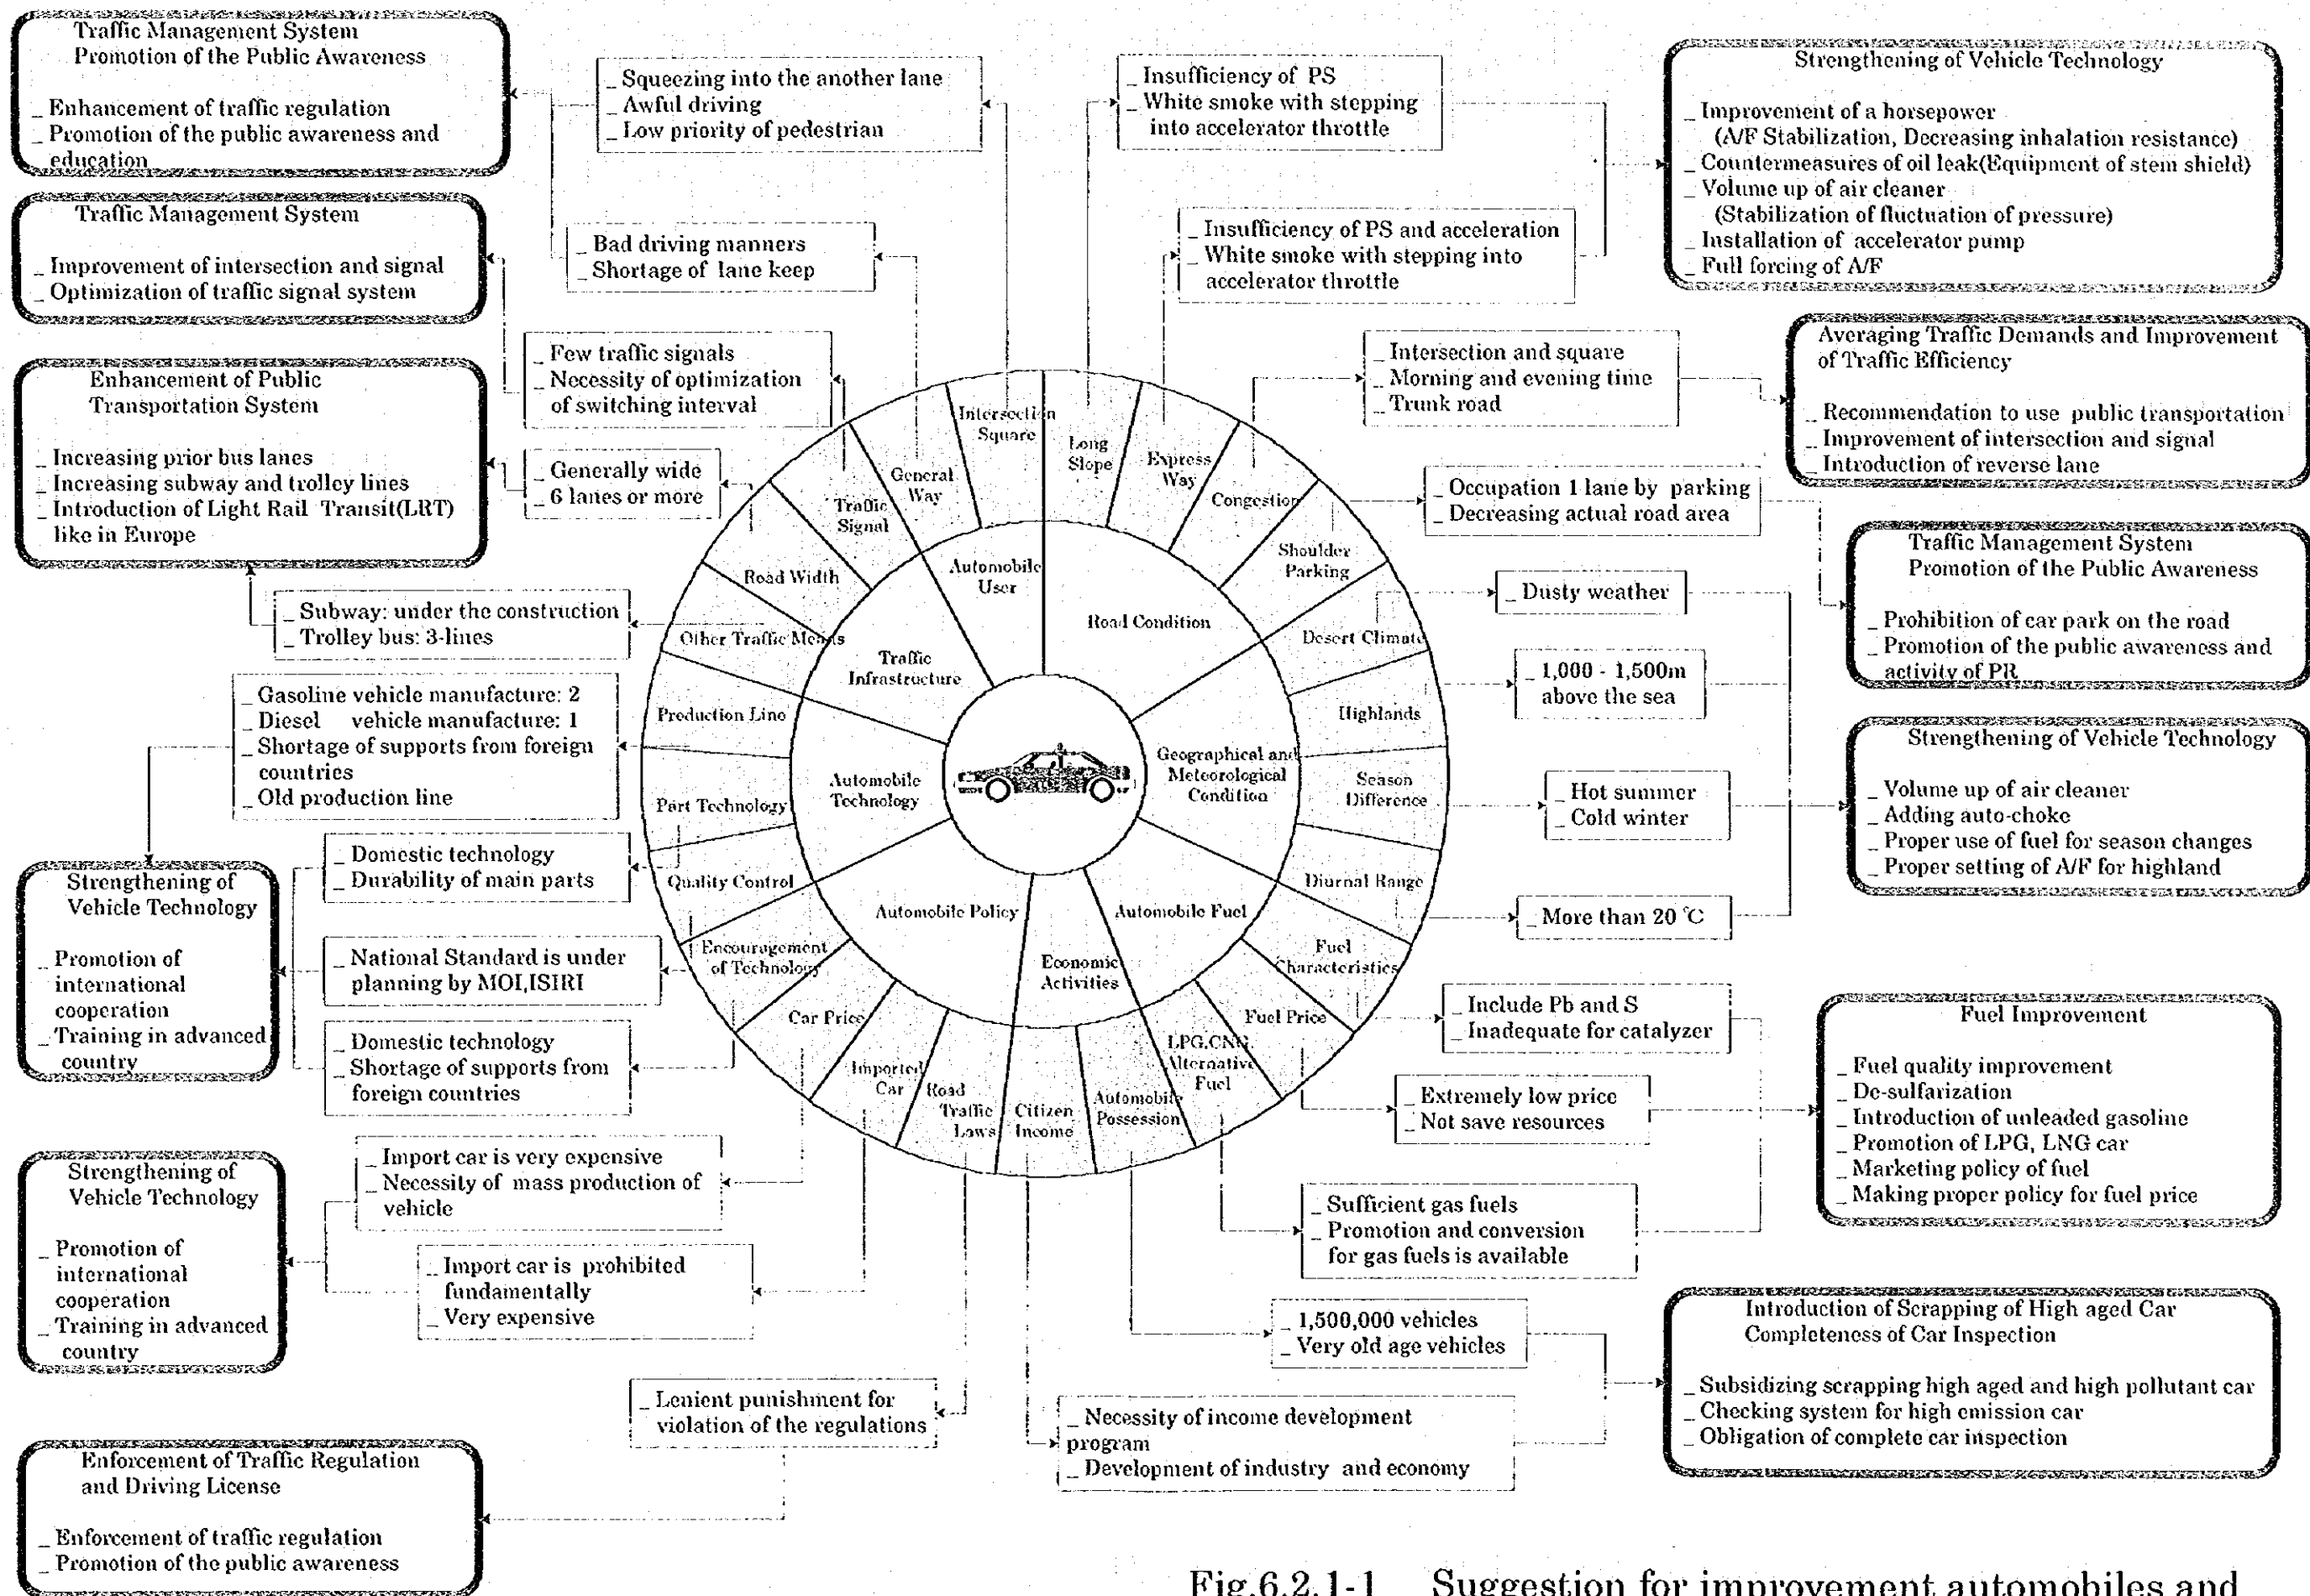 Traffic Management System
Promotion of the Public Awareness
_ Enhancement of traffic regulation
_ Promotion of the public awareness and
education
Traffic Management System
_ Improvement of intersection and signal
_ Optimization of traffic signal system
Enhancement of Public
Transportation System
_ Increasing prior bus lanes
_ Increasing subway and trolley lines
_ Introduction of Light Rail Transit(LRT)
like in Europe
_ Squeezing into the another lane
_ Awful driving
_ Low priority of pedestrian
_ Bad driving manners
_ Shortage of lane keep
_ Few traffic signals
_ Necessity of optimization
of switching interval
_ Generally wide
_ 6 lanes or more
_ Subway: under the construction
_ Trolley bus: 3-lines
_ Gasoline vehicle manufacture: 2
_ Diesel vehicle manufacture: 1
_ Shortage of supports from foreign
countries
_ Old production line
_ Domestic technology
_ Durability of main parts
_ National Standard is under
planning by MOI,ISIRI
_ Domestic technology
_ Shortage of supports from
foreign countries
Strengthening of
Vehicle Technology
_ Promotion of
international
cooperation
_ Training in advanced
country
_ Import car is very expensive
_ Necessity of mass production of
vehicle
_ Import car is prohibited
fundamentally
_ Very expensive
Strengthening of
Vehicle Technology
_ Promotion of
international
cooperation
_ Training in advanced
country
_ Lenient punishment for
violation of the regulations
Enforcement of Traffic Regulation
and Driving License
_ Enforcement of traffic regulation
_ Promotion of the public awareness
Intersection
Square
Long
Slope
Express
Way
Congestion
Shoulder
Parking
Desert Climate
Highlands
Season
Difference
Diurnal Range
Fuel
Characteristics
Fuel Price
LPG,CNG
Alternative
Fuel
Automobile
Possession
Citizen
Income
Road
Traffic
Laws
Imported
Car
Car Price
Encouragement
of Technology
Quality Control
Part Technology
Production Line
Other Traffic Means
Road Width
Traffic
Signal
General
Way
Automobile
User
Road Condition
Traffic
Infrastructure
Geographical and
Meteorological
Condition
Automobile
Technology
Automobile Policy
Economic
Activities
Automobile Fuel
_ Insufficiency of PS
_ White smoke with stepping
into accelerator throttle
_ Insufficiency of PS and acceleration
_ White smoke with stepping into
accelerator throttle
Strengthening of Vehicle Technology
_ Improvement of a horsepower
(A/F Stabilization, Decreasing inhalation resistance)
_ Countermeasures of oil leak(Equipment of stem shield)
_ Volume up of air cleaner
(Stabilization of fluctuation of pressure)
_ Installation of accelerator pump
_ Full forcing of A/F
_ Intersection and square
_ Morning and evening time
_ Trunk road
Averaging Traffic Demands and Improvement
of Traffic Efficiency
_ Recommendation to use public transportation
_ Improvement of intersection and signal
_ Introduction of reverse lane
_ Occupation 1 lane by parking
_ Decreasing actual road area
Traffic Management System
Promotion of the Public Awareness
_ Prohibition of car park on the road
_ Promotion of the public awareness and
activity of PR
_ Dusty weather
_ 1,000 - 1,500m
above the sea
_ Hot summer
_ Cold winter
_ More than 20 ℃
Strengthening of Vehicle Technology
_ Volume up of air cleaner
_ Adding auto-choke
_ Proper use of fuel for season changes
_ Proper setting of A/F for highland
_ Include Pb and S
_ Inadequate for catalyzer
_ Extremely low price
_ Not save resources
_ Sufficient gas fuels
_ Promotion and conversion
for gas fuels is available
Fuel Improvement
_ Fuel quality improvement
_ De-sulfarization
_ Introduction of unleaded gasoline
_ Promotion of LPG, LNG car
_ Marketing policy of fuel
_ Making proper policy for fuel price
_ 1,500,000 vehicles
_ Very old age vehicles
_ Necessity of income development
program
_ Development of industry and economy
Introduction of Scrapping of High aged Car
Completeness of Car Inspection
_ Subsidizing scrapping high aged and high pollutant car
_ Checking system for high emission car
_ Obligation of complete car inspection
Fig.6.2.1-1 Suggestion for improvement automobiles and